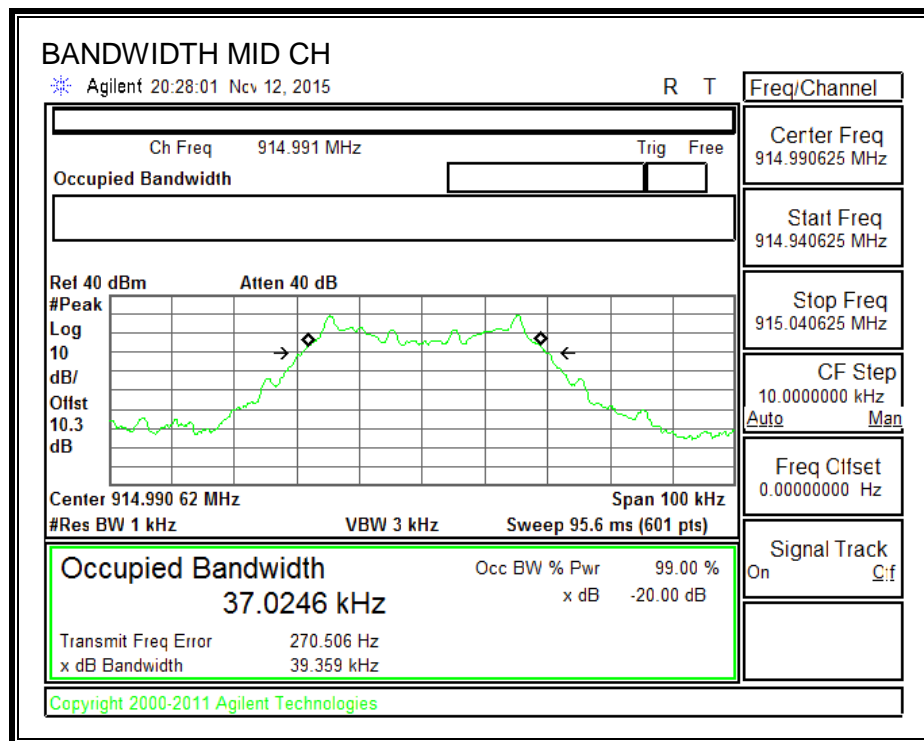 BANDWIDTH MID CH
Agilent 20:28:01 Nov 12, 2015 R T
Freq/Channel
Ch Freq 914.991 MHz Trig Free
Occupied Bandwidth
Center Freq
914.990625 MHz
Start Freq
914.940625 MHz
Stop Freq
915.040625 MHz
CF Step
10.0000000 kHz
Auto Man
Freq Offset
0.00000000 Hz
Signal Track
On Off
Ref 40 dBm Atten 40 dB
#Peak
Log
10
dB/
Offst
10.3
dB
Center 914.990 62 MHz Span 100 kHz
#Res BW 1 kHz VBW 3 kHz Sweep 95.6 ms (601 pts)
Occupied Bandwidth
37.0246 kHz
Occ BW % Pwr 99.00 %
x dB -20.00 dB
Transmit Freq Error 270.506 Hz
x dB Bandwidth 39.359 kHz
Copyright 2000-2011 Agilent Technologies